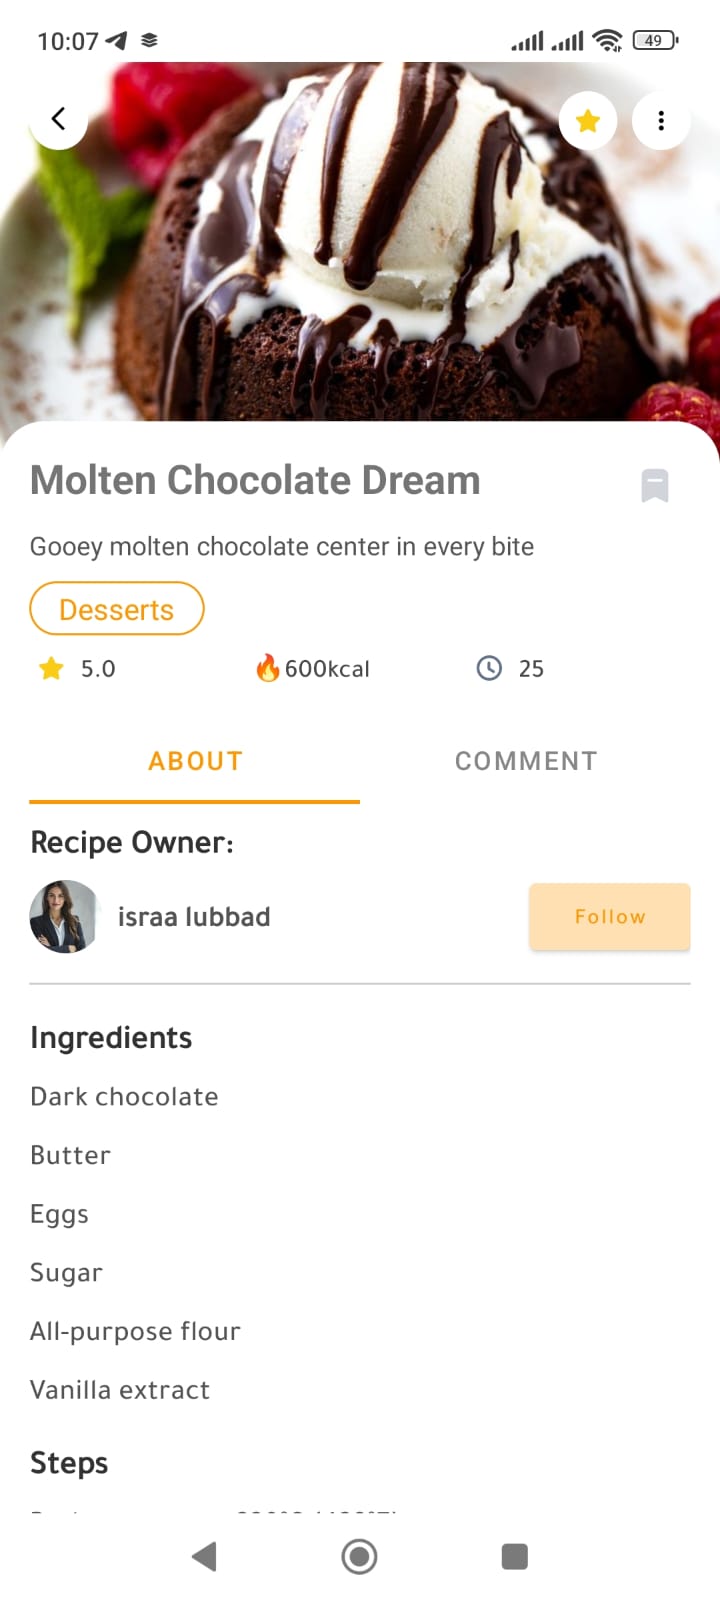 10:07
49
Molten Chocolate Dream
Gooey molten chocolate center in every bite
Desserts
5.0 🔥600kcal 25
ABOUT COMMENT
Recipe Owner:
israa lubbad Follow
Ingredients
Dark chocolate
Butter
Eggs
Sugar
All-purpose flour
Vanilla extract
Steps